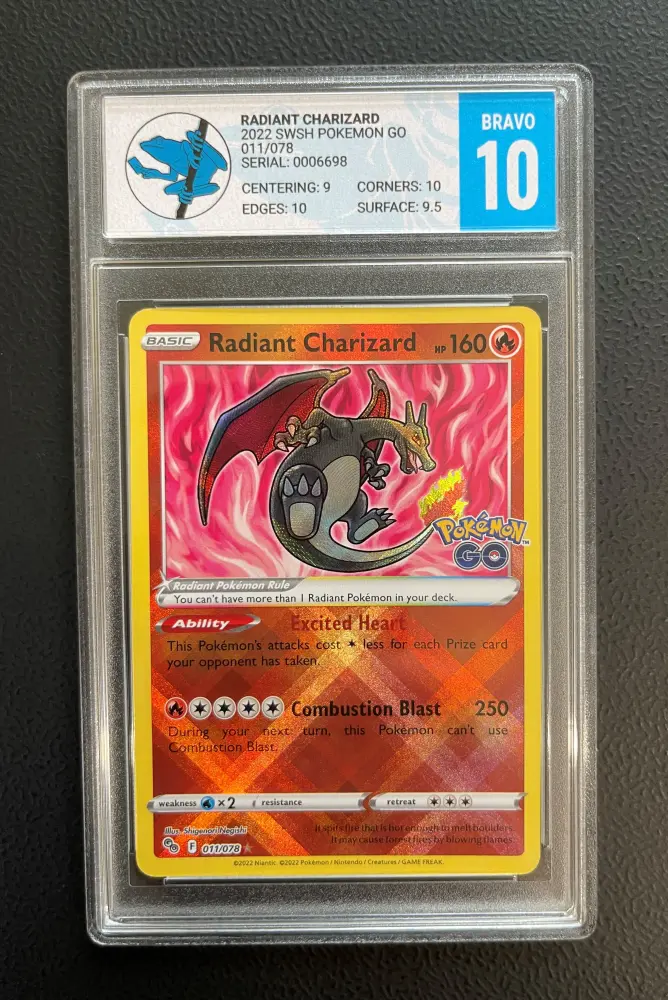 RADIANT CHARIZARD
2022 SWSH POKEMON GO
011/078
SERIAL: 0006698
CENTERING: 9 CORNERS: 10
EDGES: 10 SURFACE: 9.5
BRAVO
10
BASIC Radiant Charizard HP 160
Pokémon™
GO
Radiant Pokémon Rule
You can't have more than 1 Radiant Pokémon in your deck.
Ability Excited Heart
This Pokémon's attacks cost less for each Prize card
your opponent has taken.
Combustion Blast 250
During your next turn, this Pokémon can't use
Combustion Blast.
weakness ×2 resistance retreat
Illus. Shigenori Negishi
It spits fire that is hot enough to melt boulders.
It may cause forest fires by blowing flames.
F 011/078
©2022 Niantic. ©2022 Pokémon / Nintendo / Creatures / GAME FREAK.